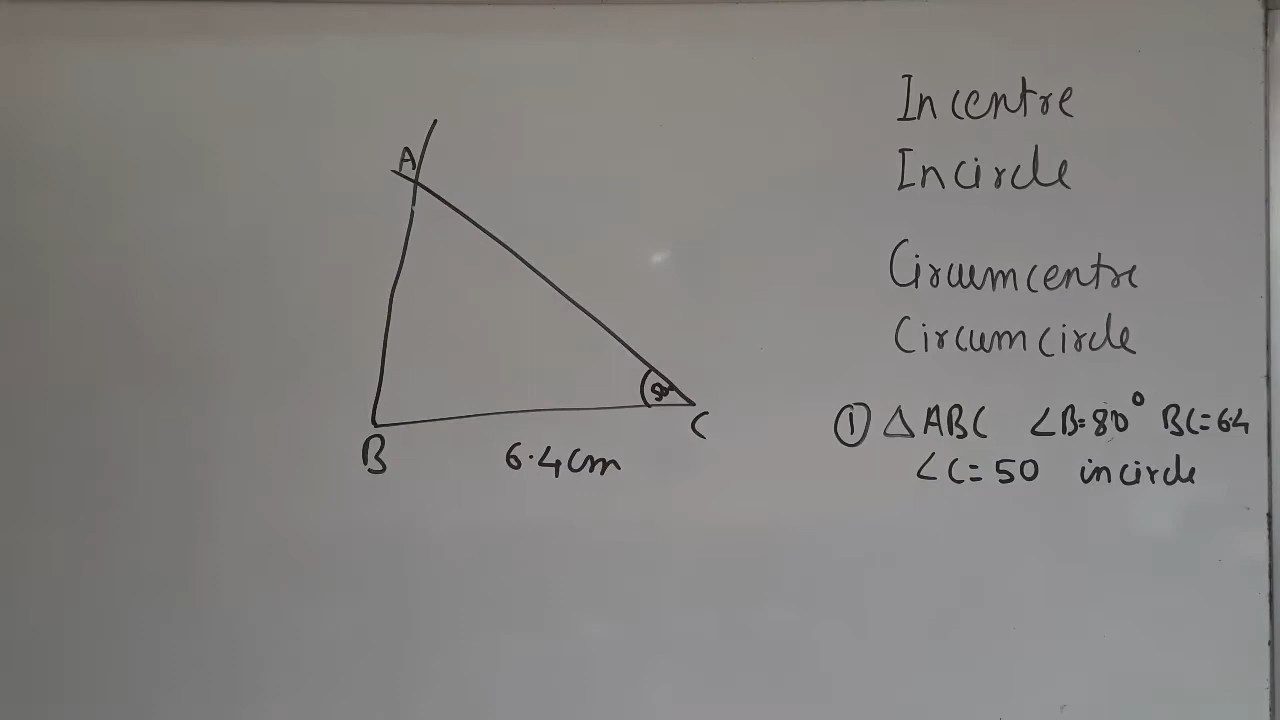 Incentre
Incircle
Circumcentre
Circumcircle
① △ABC ∠B=80° BC=6.4
∠C=50 incircle
A
50
B
C
6.4cm